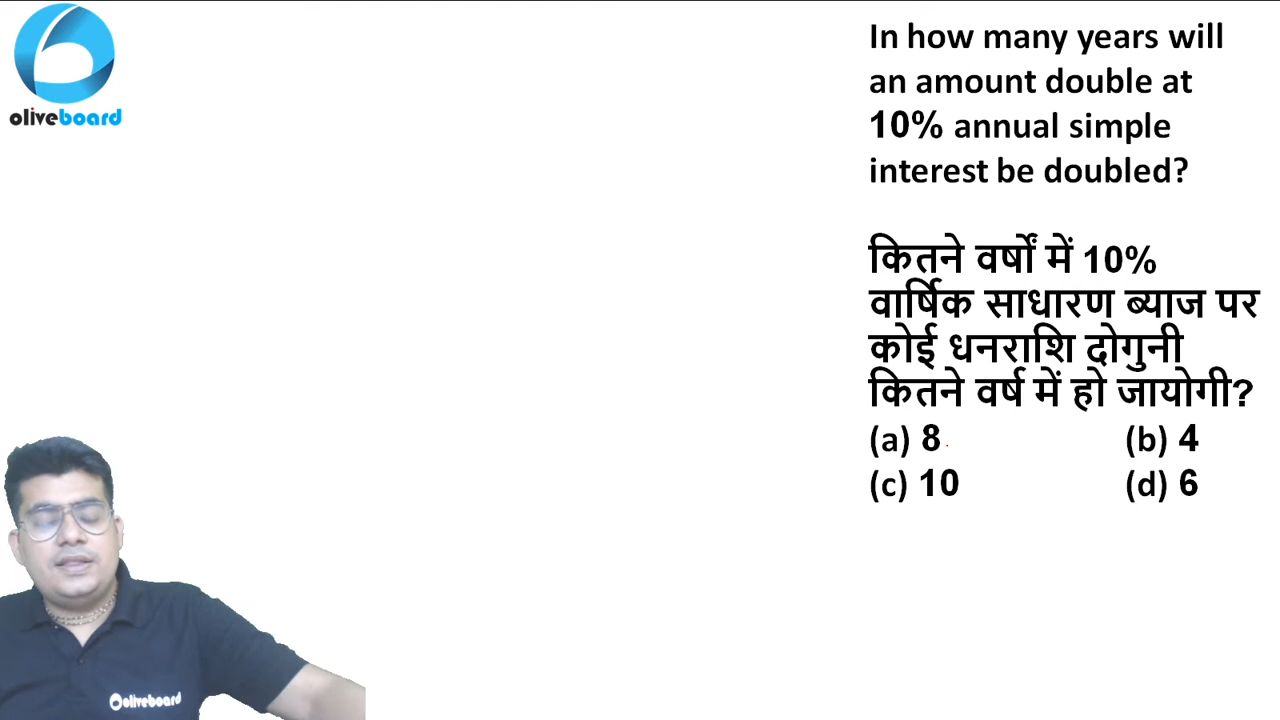 oliveboard
In how many years will
an amount double at
10% annual simple
interest be doubled?
कितने वर्षों में 10%
वार्षिक साधारण ब्याज पर
कोई धनराशि दोगुनी
कितने वर्ष में हो जायोगी?
(a) 8 (b) 4
(c) 10 (d) 6
oliveboard